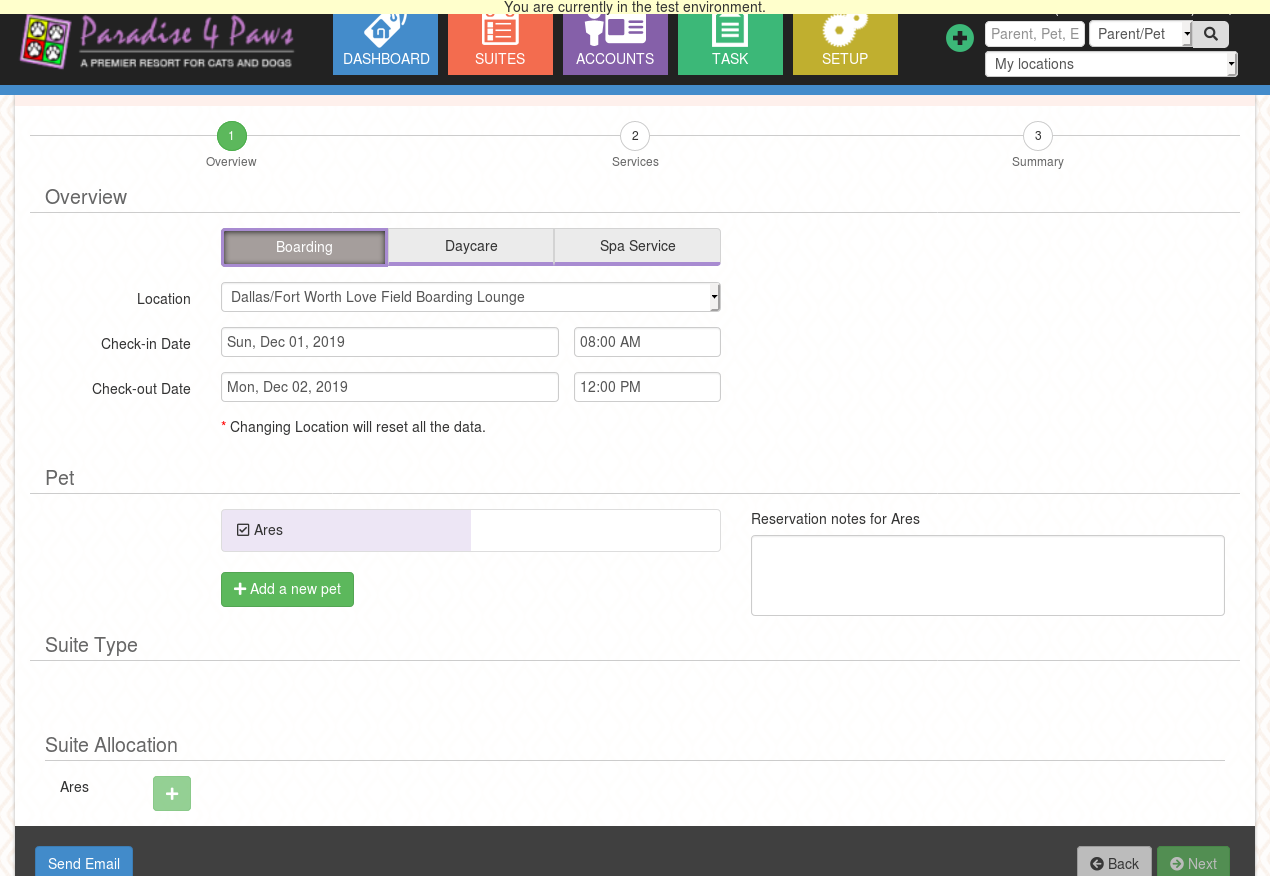 You are currently in the test environment.
Paradise 4 Paws
A PREMIER RESORT FOR CATS AND DOGS
DASHBOARD
SUITES
ACCOUNTS
TASK
SETUP
Parent, Pet, E
Parent/Pet
My locations
1
2
3
Overview
Services
Summary
Overview
Boarding
Daycare
Spa Service
Location
Dallas/Fort Worth Love Field Boarding Lounge
Check-in Date
Sun, Dec 01, 2019
08:00 AM
Check-out Date
Mon, Dec 02, 2019
12:00 PM
* Changing Location will reset all the data.
Pet
Ares
Reservation notes for Ares
Add a new pet
Suite Type
Suite Allocation
Ares
Send Email
Back
Next